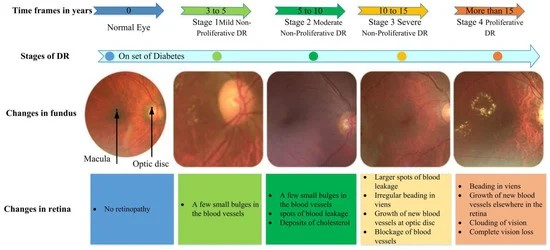 Time frames in years
0
3 to 5
5 to 10
10 to 15
More than 15
Normal Eye
Stage 1Mild Non-
Proliferative DR
Stage 2 Moderate
Non-Proliferative DR
Stage 3 Severe
Non-Proliferative DR
Stage 4 Proliferative
DR
Stages of DR
On set of Diabetes
Changes in fundus
Macula
Optic disc
Changes in retina
• No retinopathy
• A few small bulges in
the blood vessels
• A few small bulges in
the blood vessels
• spots of blood leakage
• Deposits of cholesterol
• Larger spots of blood
leakage
• Irregular beading in
viens
• Growth of new blood
vessels at optic disc
• Blockage of blood
vessels
• Beading in viens
• Growth of new blood
vessels elsewhere in the
retina
• Clouding of vision
• Complete vision loss